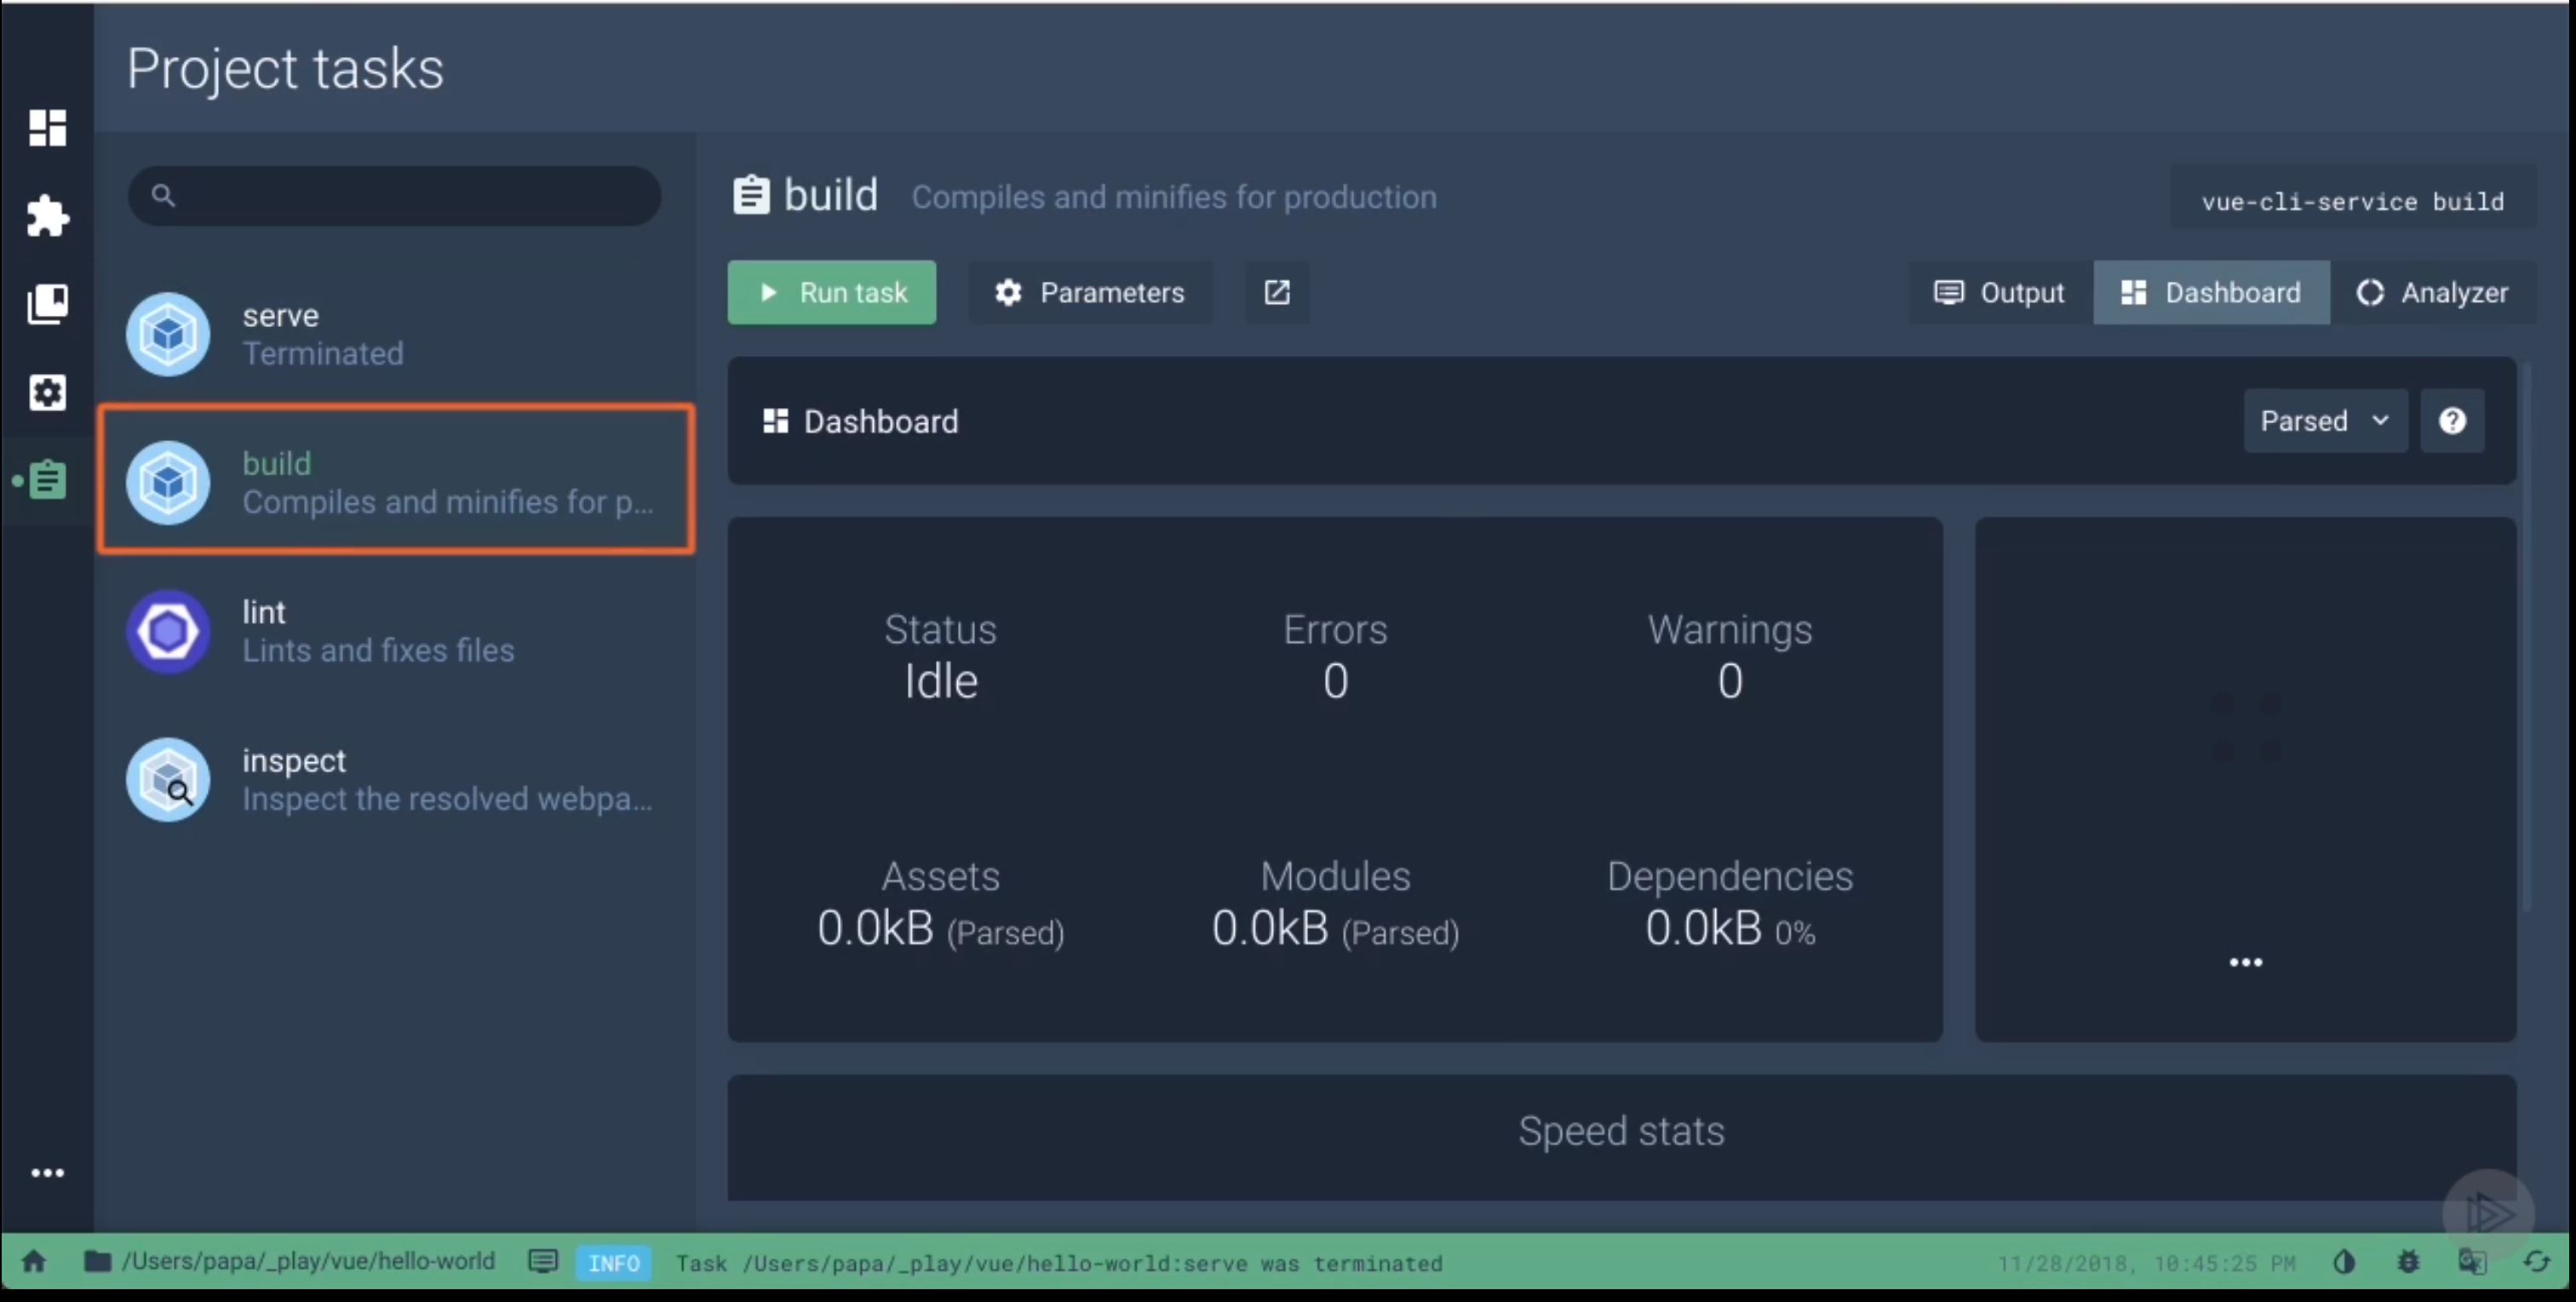 Project tasks
serve
Terminated
build
Compiles and minifies for p...
lint
Lints and fixes files
inspect
Inspect the resolved webpa...
build Compiles and minifies for production
vue-cli-service build
Run task
Parameters
Output
Dashboard
Analyzer
Dashboard
Parsed
Status
Idle
Errors
0
Warnings
0
Assets
0.0kB (Parsed)
Modules
0.0kB (Parsed)
Dependencies
0.0kB 0%
Speed stats
/Users/papa/_play/vue/hello-world
INFO
Task /Users/papa/_play/vue/hello-world:serve was terminated
11/28/2018, 10:45:25 PM